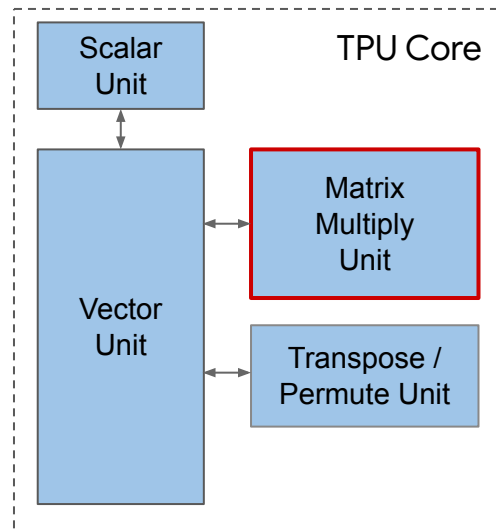 Scalar
Unit
TPU Core
Matrix
Multiply
Unit
Vector
Unit
Transpose /
Permute Unit